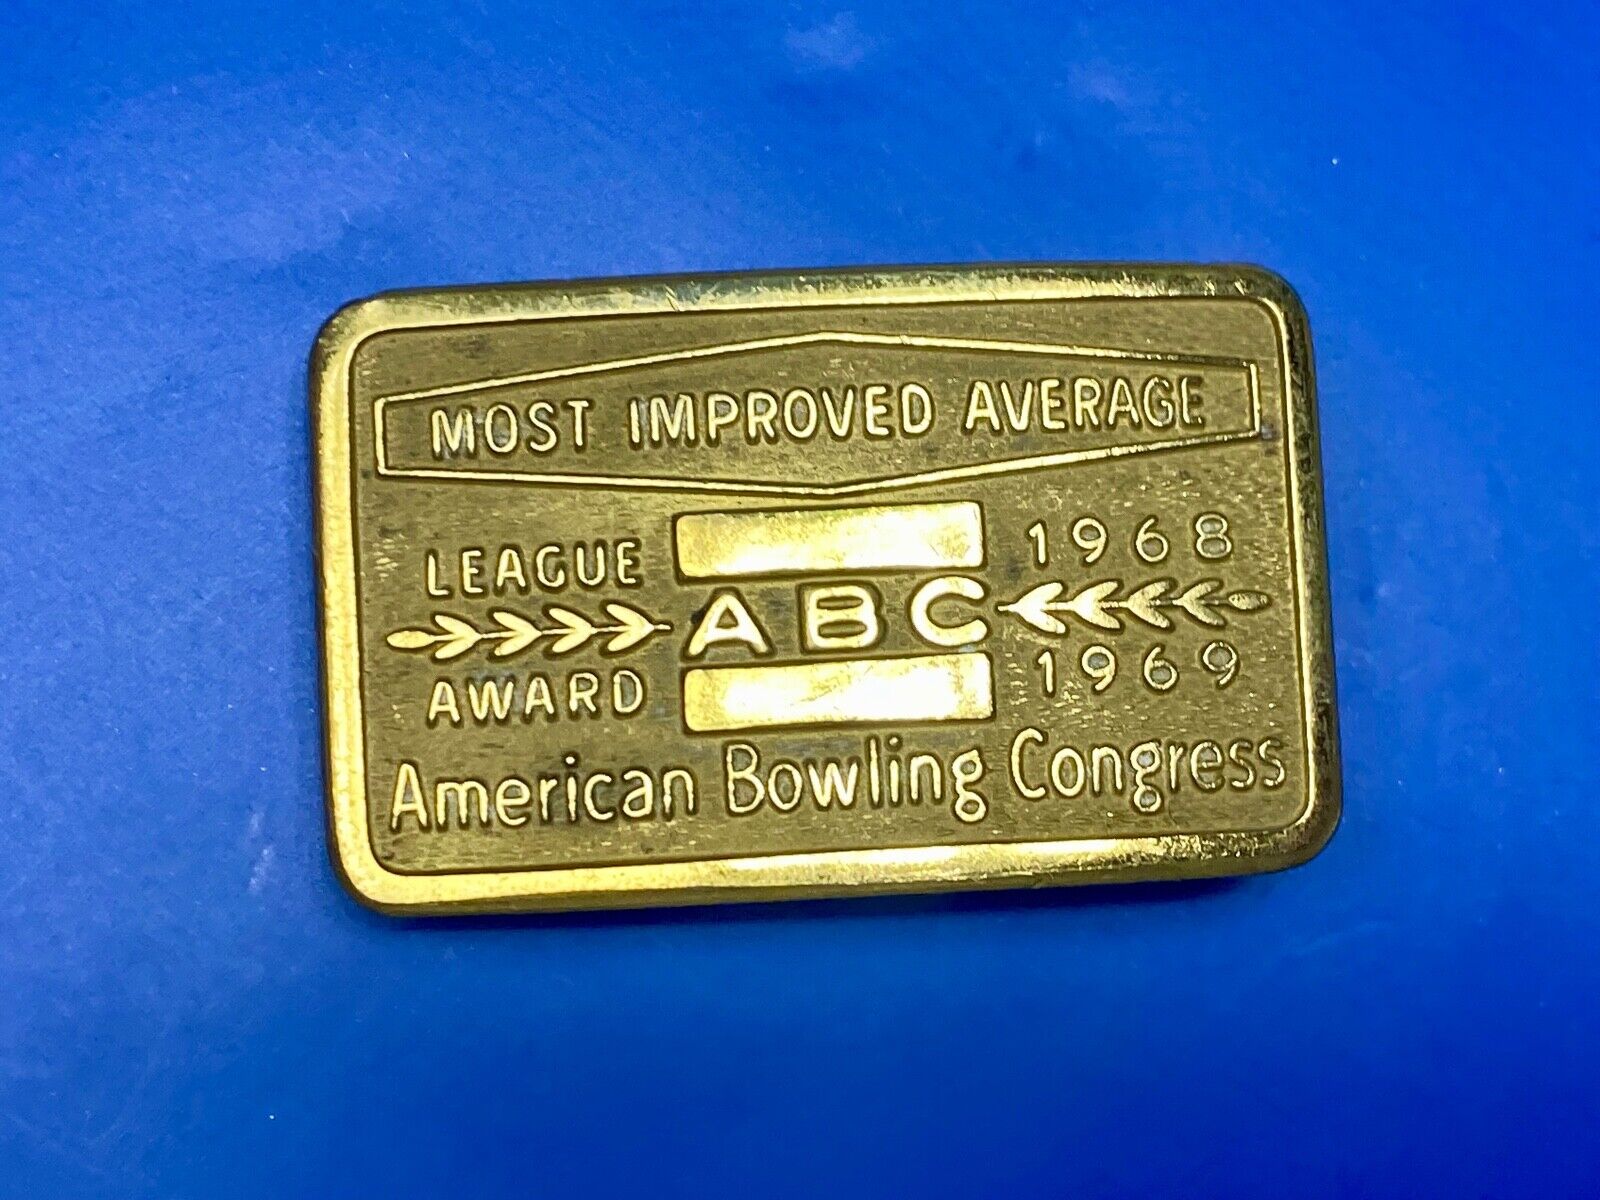 MOST IMPROVED AVERAGE
LEAGUE 1968
ABC
AWARD 1969
American Bowling Congress